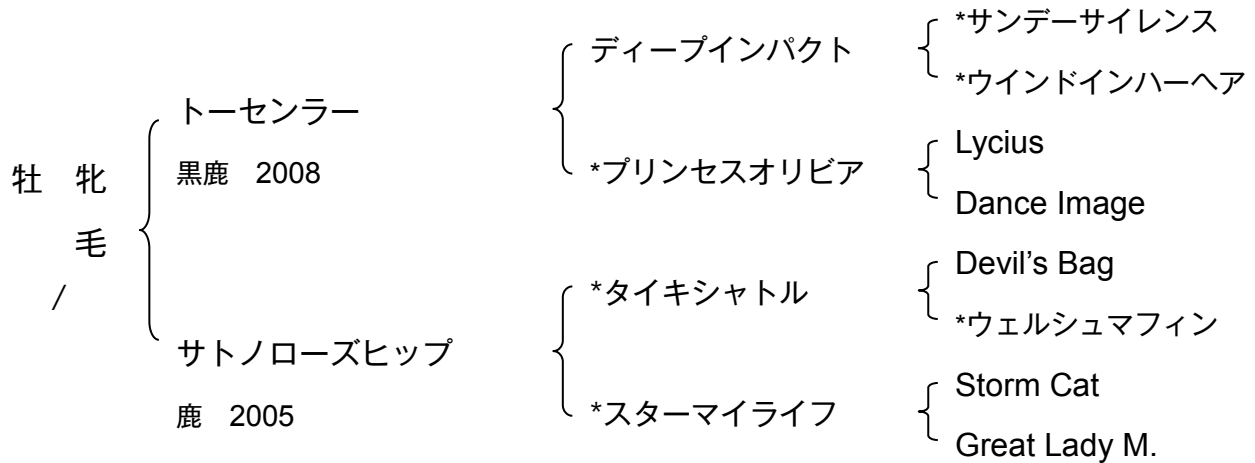 牡 牝
毛
/
トーセンラー
黒鹿 2008
サトノローズヒップ
鹿 2005
ディープインパクト
*プリンセスオリビア
*タイキシャトル
*スターマイライフ
*サンデーサイレンス
*ウインドインハーヘア
Lycius
Dance Image
Devil’s Bag
*ウェルシュマフィン
Storm Cat
Great Lady M.